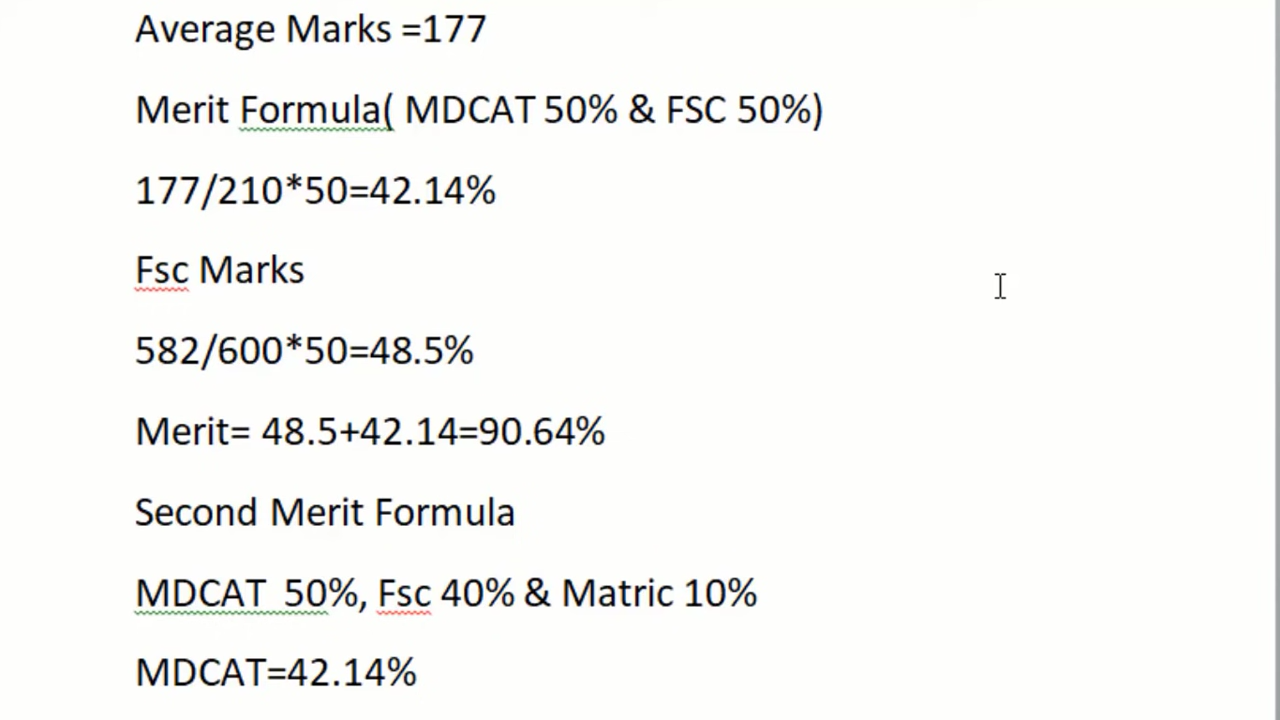 Average Marks =177
Merit Formula( MDCAT 50% & FSC 50%)
177/210*50=42.14%
Fsc Marks
582/600*50=48.5%
Merit= 48.5+42.14=90.64%
Second Merit Formula
MDCAT  50%, Fsc 40% & Matric 10%
MDCAT=42.14%